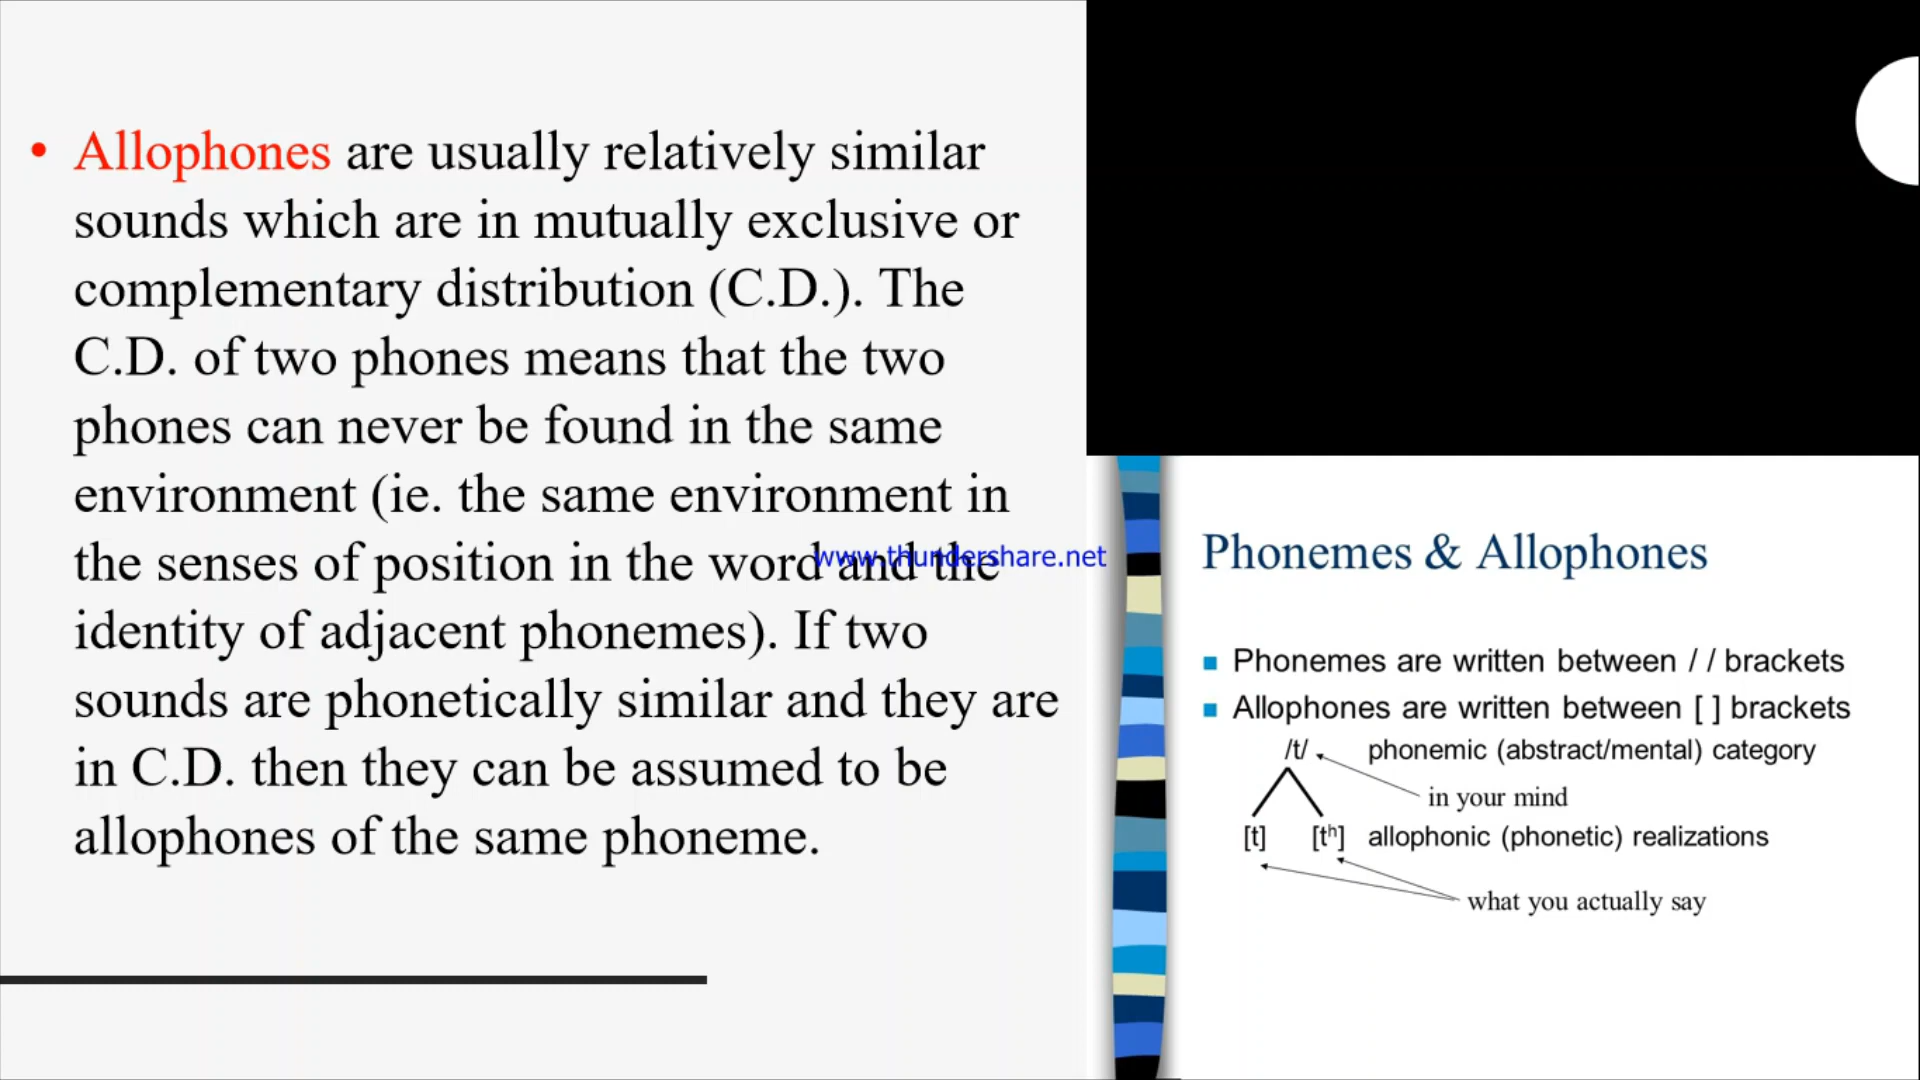 • Allophones are usually relatively similar
sounds which are in mutually exclusive or
complementary distribution (C.D.). The
C.D. of two phones means that the two
phones can never be found in the same
environment (ie. the same environment in
the senses of position in the word and the
identity of adjacent phonemes). If two
sounds are phonetically similar and they are
in C.D. then they can be assumed to be
allophones of the same phoneme.
www.thundershare.net
Phonemes & Allophones
Phonemes are written between / / brackets
Allophones are written between [ ] brackets
/t/ phonemic (abstract/mental) category
in your mind
[t] [tʰ] allophonic (phonetic) realizations
what you actually say